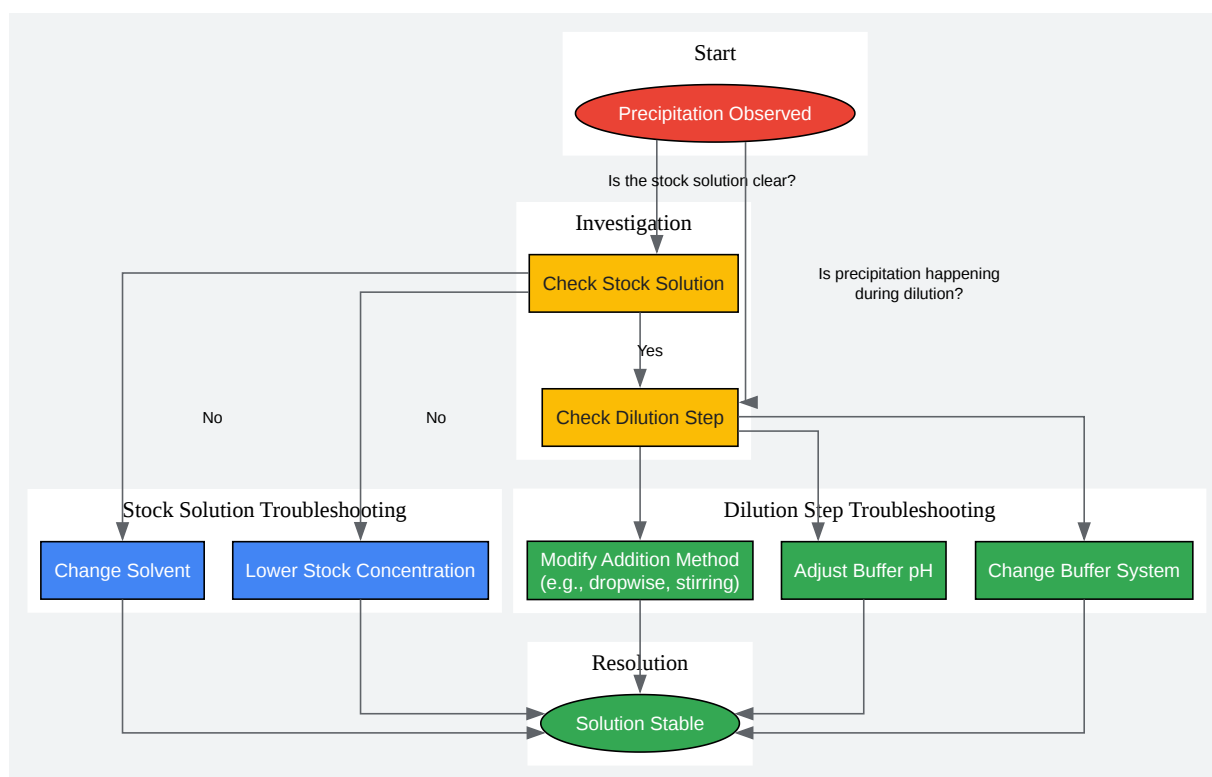 Start
Precipitation Observed
Is the stock solution clear?
Investigation
Check Stock Solution
Is precipitation happening
during dilution?
Yes
Check Dilution Step
No
No
Stock Solution Troubleshooting
Dilution Step Troubleshooting
Change Solvent
Lower Stock Concentration
Modify Addition Method
(e.g., dropwise, stirring)
Adjust Buffer pH
Change Buffer System
Resolution
Solution Stable